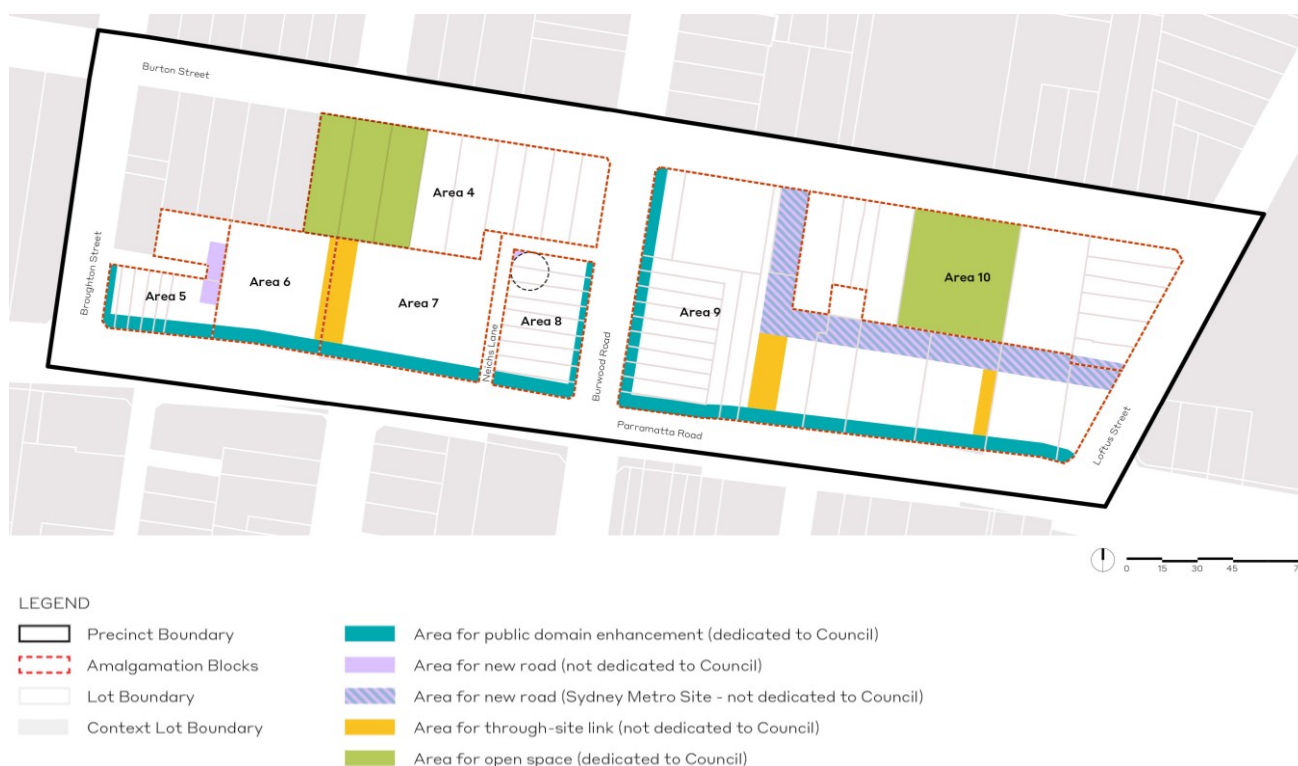 Burton Street
Area 4
Broughton Street
Area 5
Area 6
Area 7
Neichs Lane
Area 8
Burwood Road
Area 9
Area 10
Parramatta Road
Loftus Street
0 15 30 45
LEGEND
Precinct Boundary
Amalgamation Blocks
Lot Boundary
Context Lot Boundary
Area for public domain enhancement (dedicated to Council)
Area for new road (not dedicated to Council)
Area for new road (Sydney Metro Site - not dedicated to Council)
Area for through-site link (not dedicated to Council)
Area for open space (dedicated to Council)